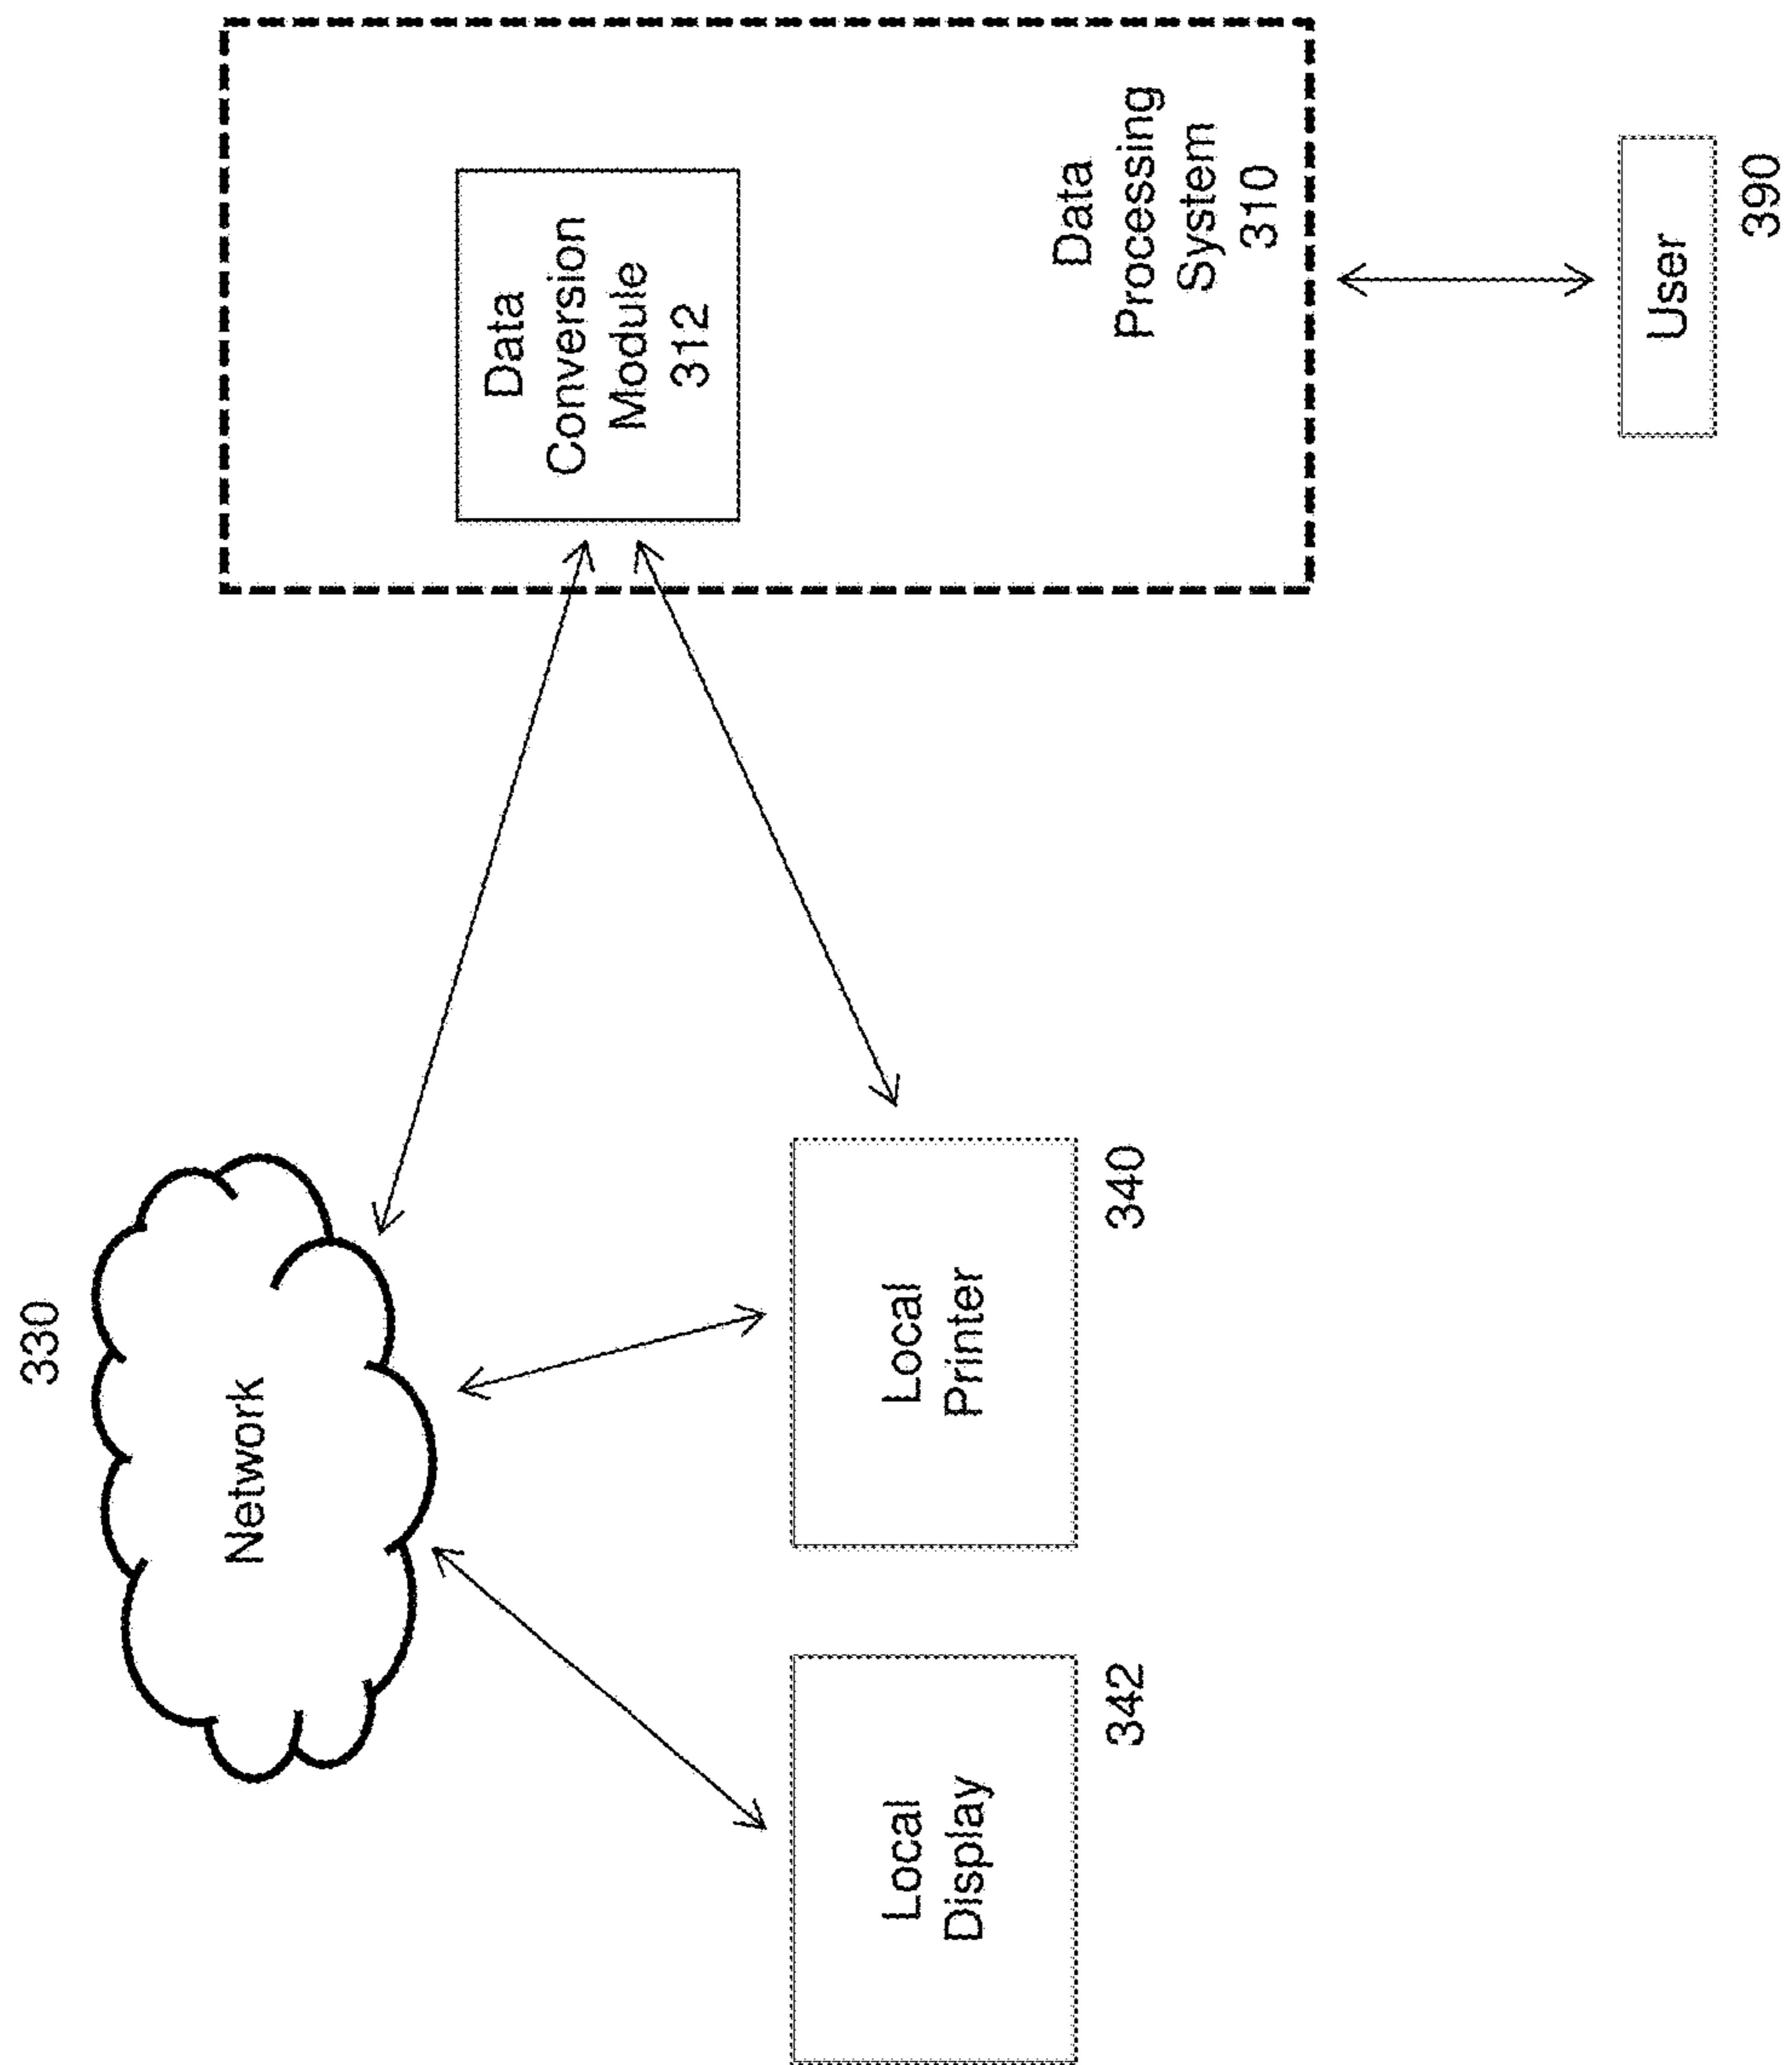 330
Network
Local
Display
342
Local
Printer
340
Data
Conversion
Module
312
Data
Processing
System
310
User
390